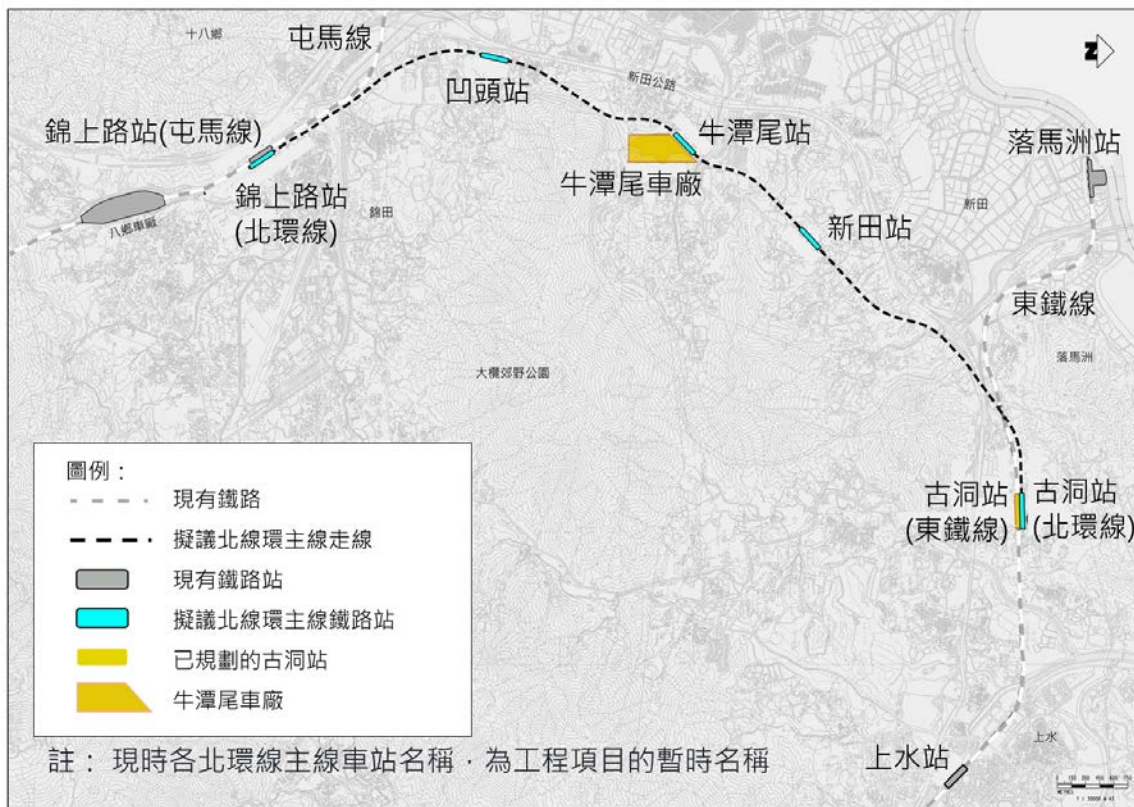 十八鄉
屯馬線
凹頭站
新田公路
Z
錦上路站(屯馬線)
牛潭尾站
落馬洲站
牛潭尾車廠
錦上路站
(北環線)
錦田
八鄉車廠
新田
新田站
東鐵線
落馬洲
大欖郊野公園
古洞站
(東鐵線)
古洞站
(北環線)
圖例：
現有鐵路
擬議北線環主線走線
現有鐵路站
擬議北線環主線鐵路站
已規劃的古洞站
牛潭尾車廠
上水站
上水
註： 現時各北環線主線車站名稱，為工程項目的暫時名稱